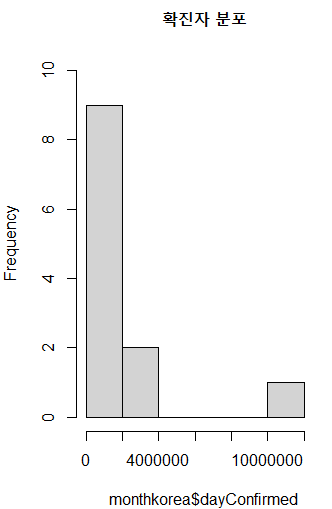 확진자 분포
10
8
6
4
2
0
Frequency
0 4000000 10000000
monthkorea$dayConfirmed